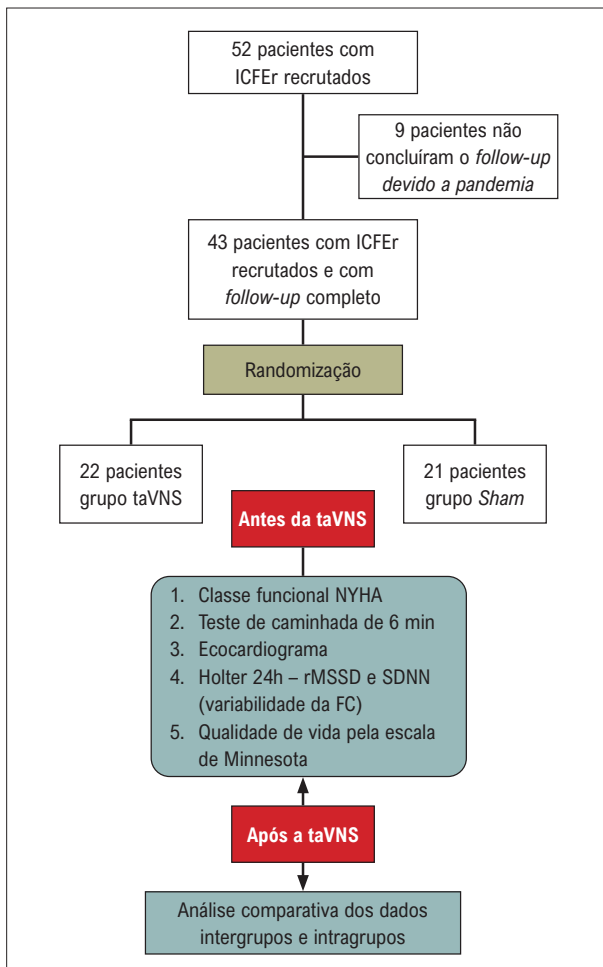 52 pacientes com
ICFEr recrutados
9 pacientes não
concluíram o follow-up
devido a pandemia
43 pacientes com ICFEr
recrutados e com
follow-up completo
Randomização
22 pacientes
grupo taVNS
21 pacientes
grupo Sham
Antes da taVNS
1. Classe funcional NYHA
2. Teste de caminhada de 6 min
3. Ecocardiograma
4. Holter 24h – rMSSD e SDNN
(variabilidade da FC)
5. Qualidade de vida pela escala
de Minnesota
Após a taVNS
Análise comparativa dos dados
intergrupos e intragrupos